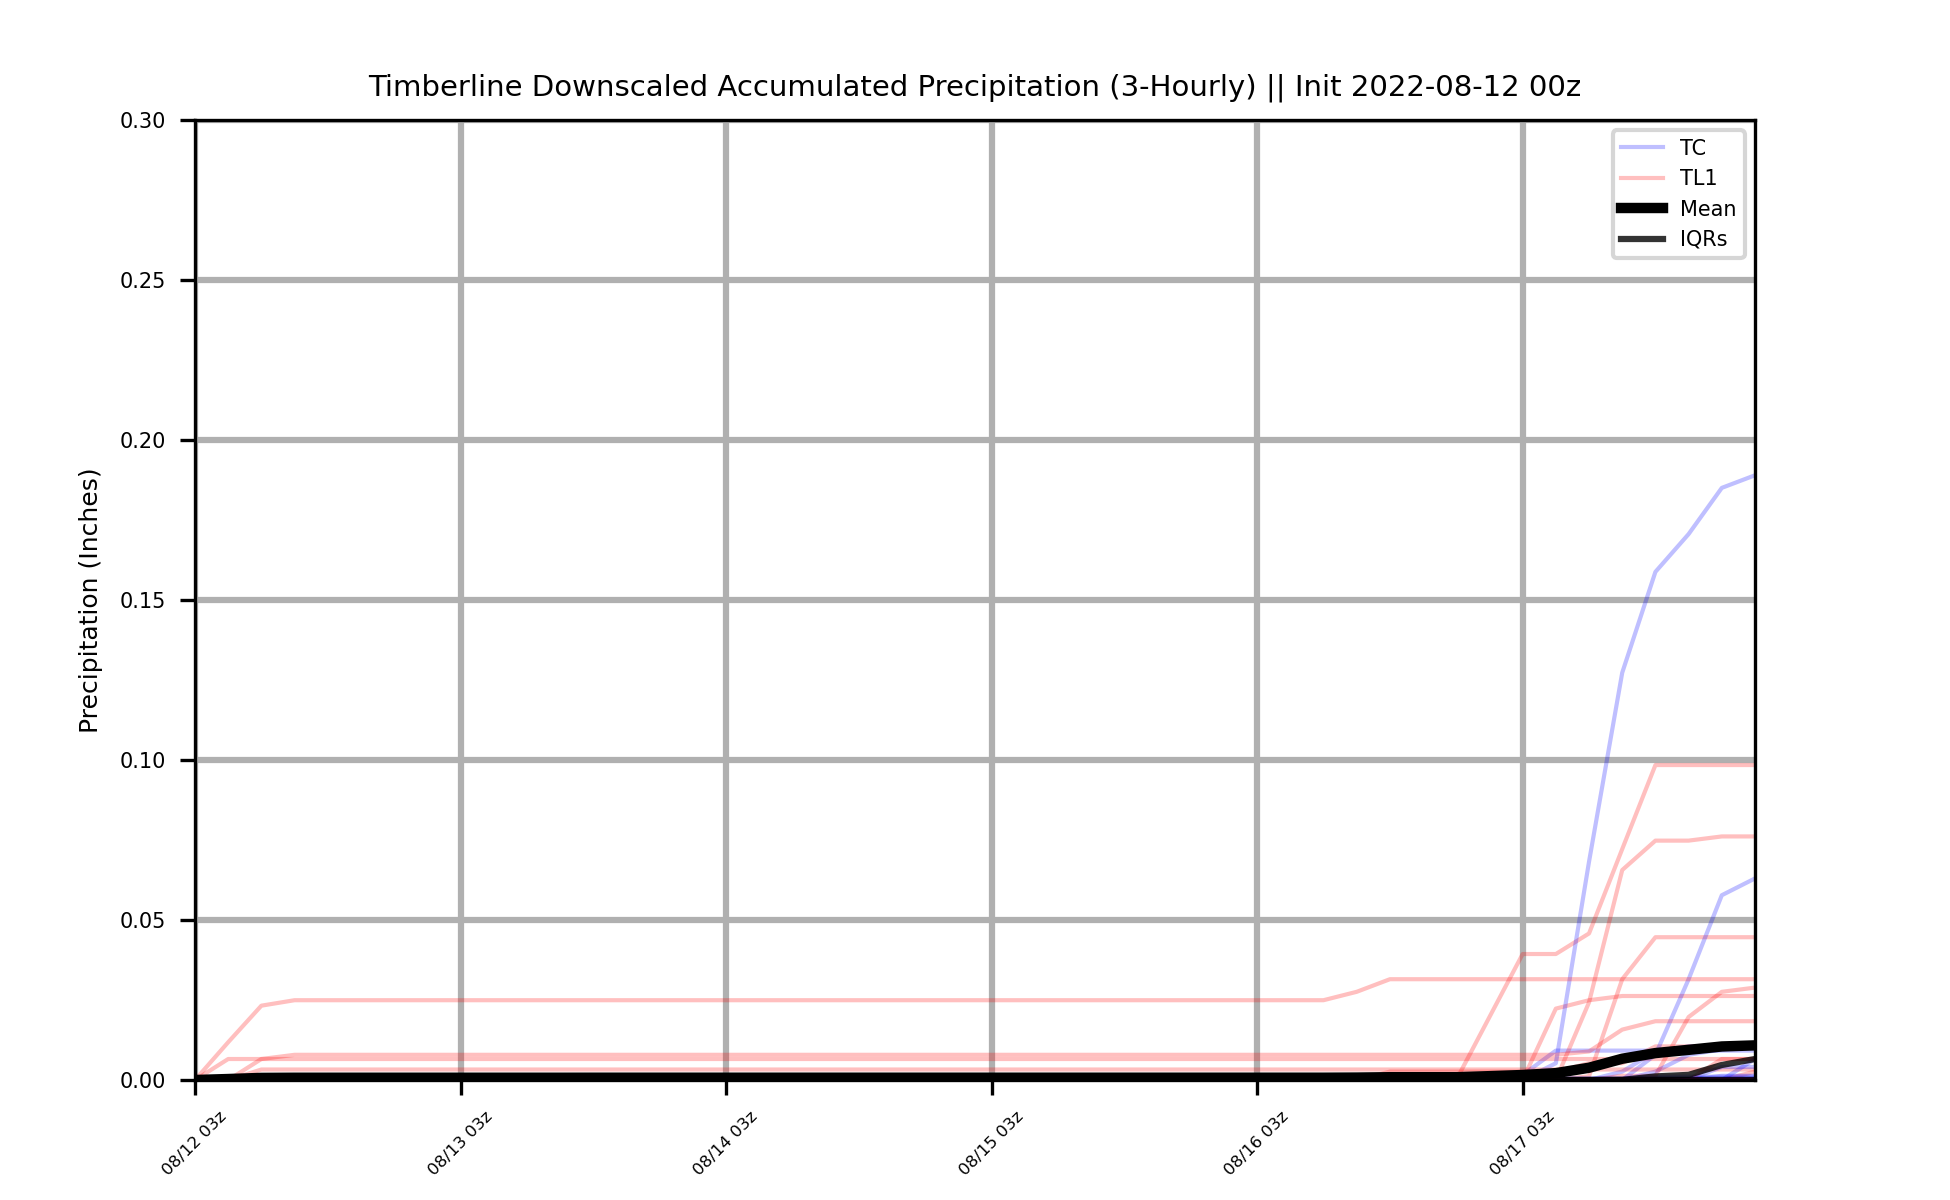 Timberline Downscaled Accumulated Precipitation (3-Hourly) || Init 2022-08-12 00z
0.30
0.25
0.20
0.15
0.10
0.05
0.00
Precipitation (Inches)
TC
TL1
Mean
IQRs
08/12 03z
08/13 03z
08/14 03z
08/15 03z
08/16 03z
08/17 03z